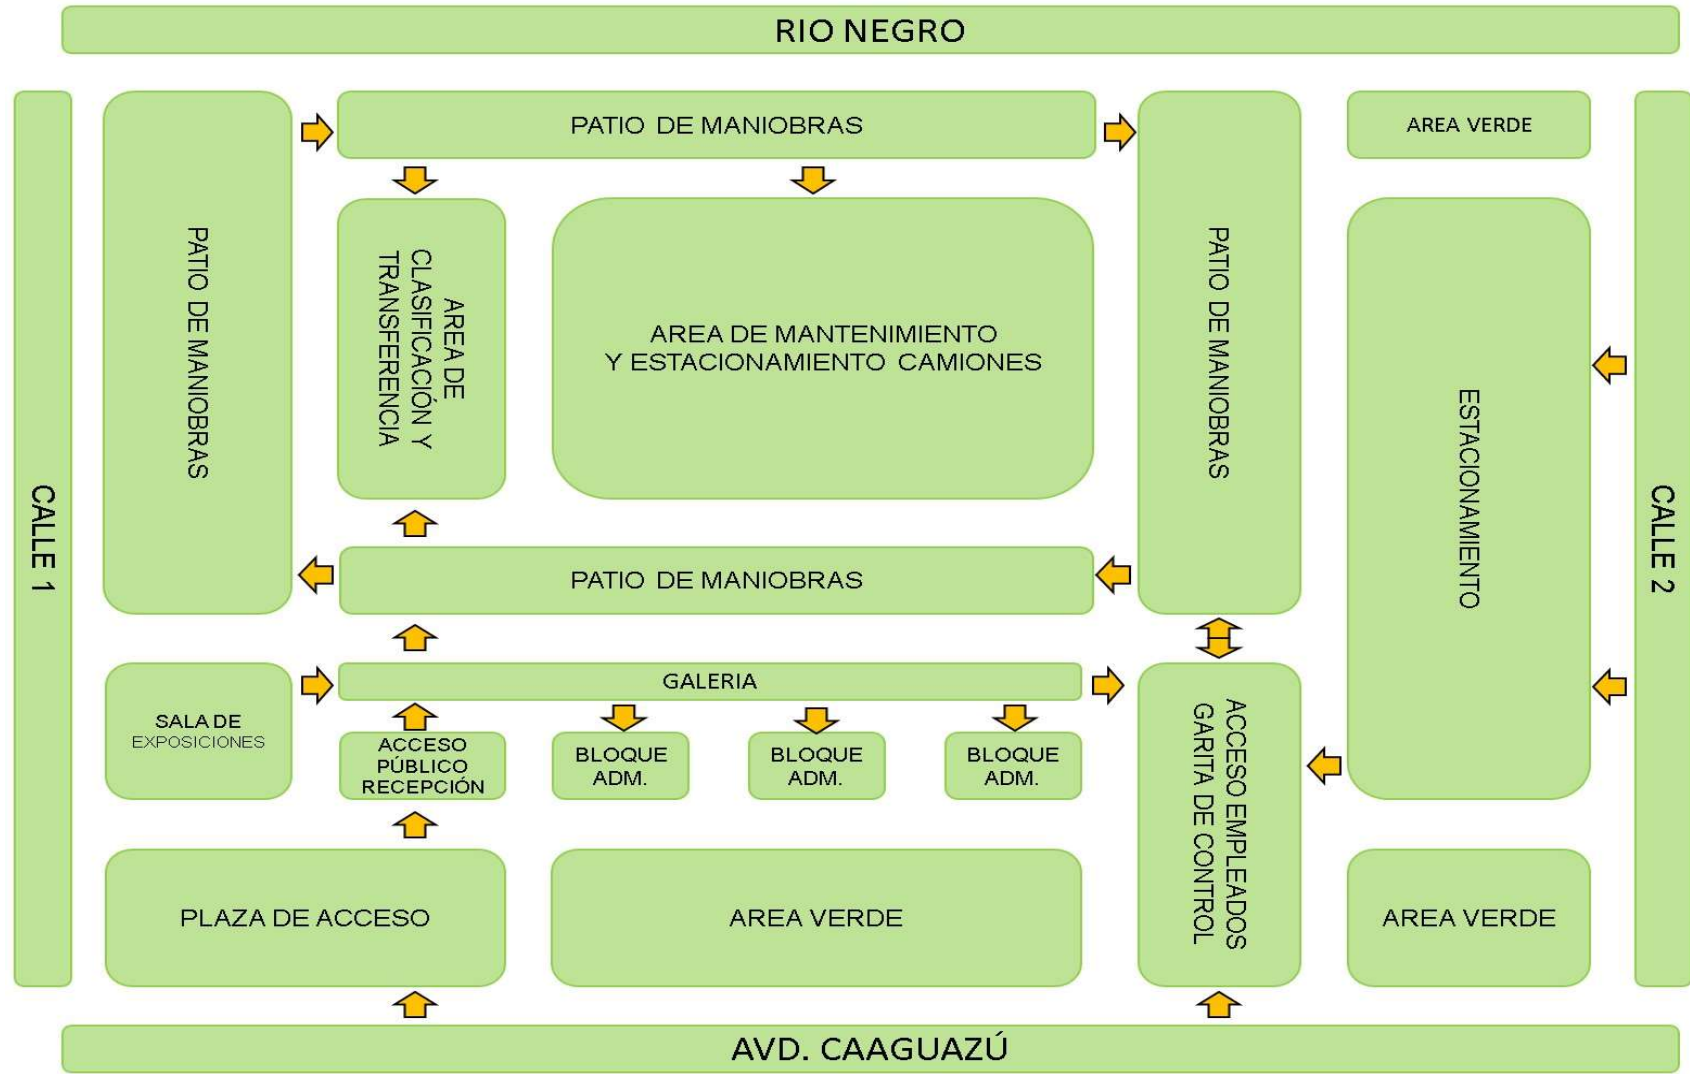 RIO NEGRO
CALLE 1
PATIO DE MANIOBRAS
PATIO DE MANIOBRAS
AREA DE
CLASIFICACIÓN Y
TRANSFERENCIA
AREA DE MANTENIMIENTO
Y ESTACIONAMIENTO CAMIONES
PATIO DE MANIOBRAS
AREA VERDE
ESTACIONAMIENTO
CALLE 2
PATIO DE MANIOBRAS
SALA DE
EXPOSICIONES
GALERIA
ACCESO
PÚBLICO
RECEPCIÓN
BLOQUE
ADM.
BLOQUE
ADM.
BLOQUE
ADM.
ACCESO EMPLEADOS
GARITA DE CONTROL
PLAZA DE ACCESO
AREA VERDE
AREA VERDE
AVD. CAAGUAZÚ